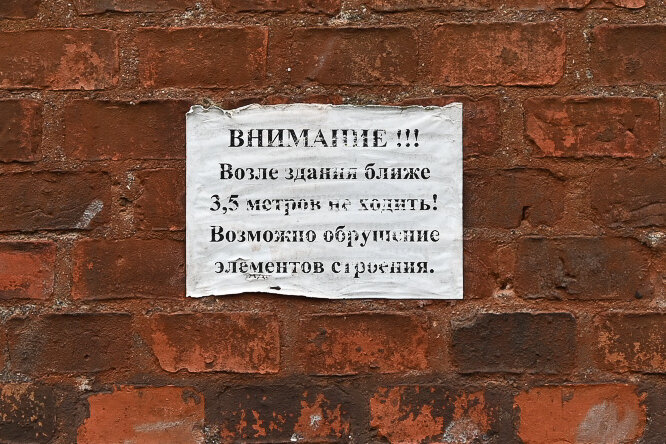 ВНИМАНИЕ !!!
Возле здания ближе
3,5 метров не ходить!
Возможно обрушение
элементов строения.